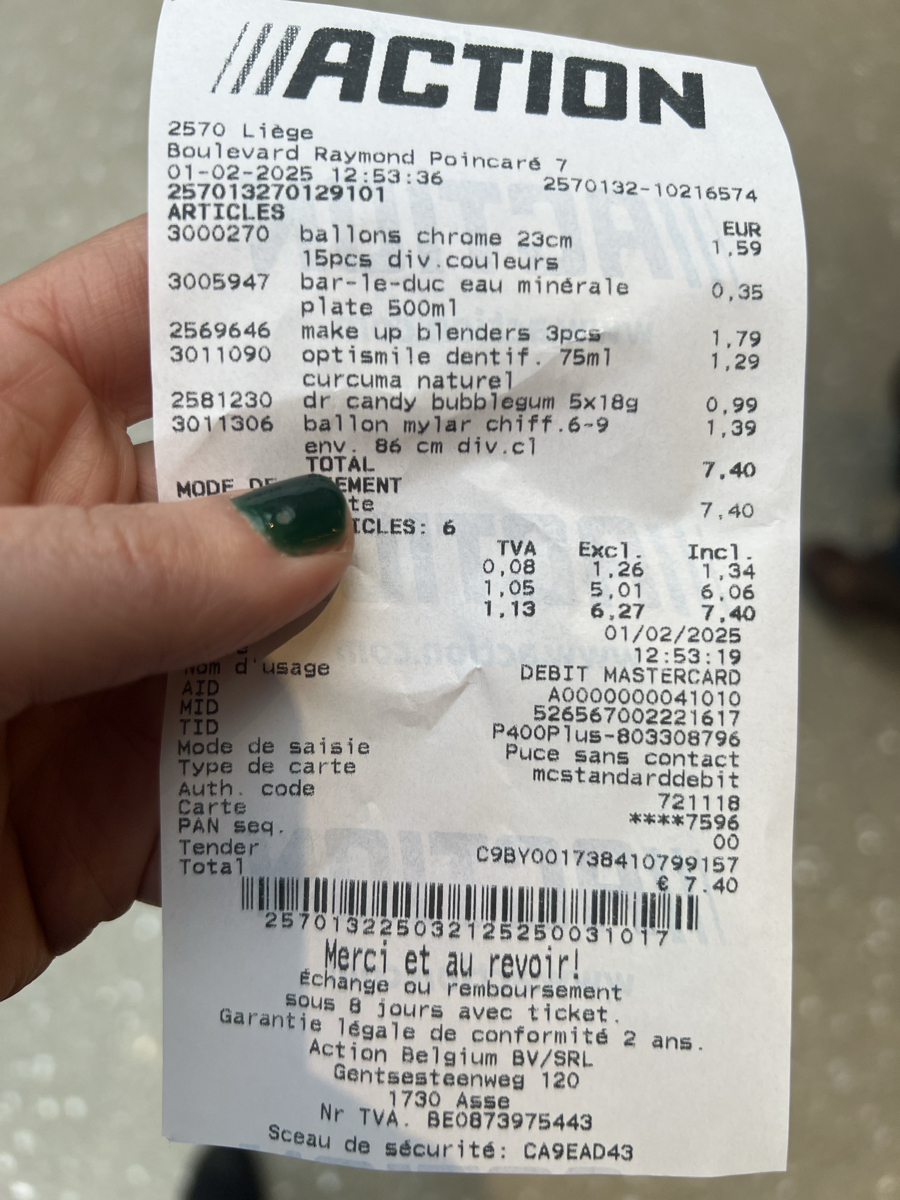 ACTION
2570 Liège
Boulevard Raymond Poincaré 7
01-02-2025 12:53:36 2570132-10216574
257013270129101
ARTICLES EUR
3000270 ballons chrome 23cm 1,59
15pcs div.couleurs
3005947 bar-le-duc eau minérale 0,35
plate 500ml
2569646 make up blenders 3pcs 1,79
3011090 optismile dentif. 75ml 1,29
curcuma naturel
2581230 dr candy bubblegum 5x18g 0,99
3011306 ballon mylar chiff.6-9 1,39
env. 86 cm div.cl
TOTAL 7,40
MODE DE EMENT
te 7,40
ICLES: 6
TVA Excl. Incl.
0,08 1,26 1,34
1,05 5,01 6,06
1,13 6,27 7,40
01/02/2025
12:53:19
Nom d'usage DEBIT MASTERCARD
AID A0000000041010
MID 526567002221617
TID P400Plus-803308796
Mode de saisie Puce sans contact
Type de carte mcstandarddebit
Auth. code 721118
Carte ****7596
PAN seq. 00
Tender C9BY001738410799157
Total € 7.40
257013225032125250031017
Merci et au revoir!
Échange ou remboursement
sous 8 jours avec ticket.
Garantie légale de conformité 2 ans.
Action Belgium BV/SRL
Gentsesteenweg 120
1730 Asse
Nr TVA. BE0873975443
Sceau de sécurité: CA9EAD43